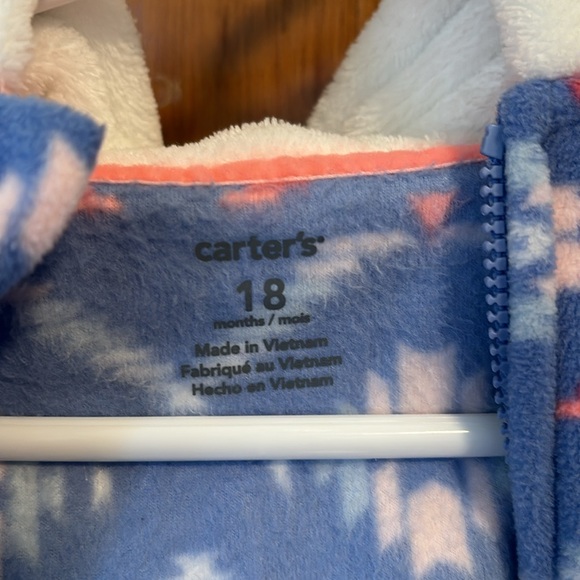 carter's
18
months / mois
Made in Vietnam
Fabriqué au Vietnam
Hecho en Vietnam